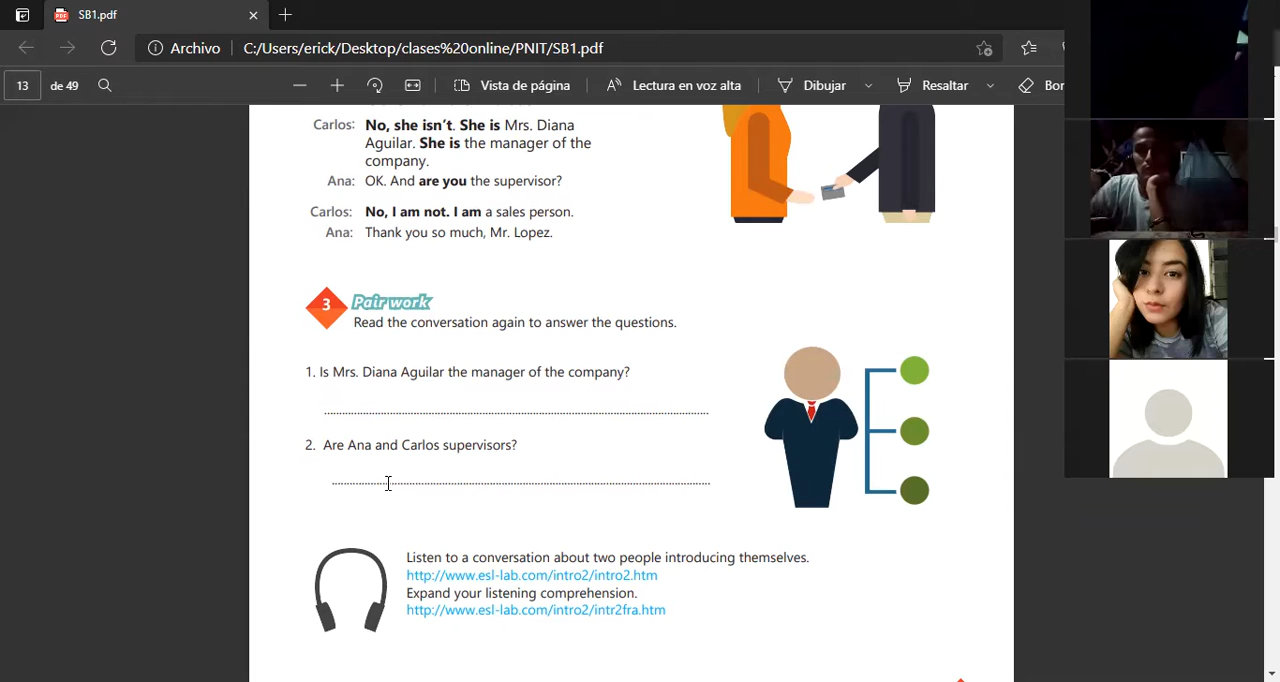 SB1.pdf
Archivo C:/Users/erick/Desktop/clases%20online/PNIT/SB1.pdf
13 de 49 Vista de página Lectura en voz alta Dibujar Resaltar Bor
Carlos: No, she isn't. She is Mrs. Diana
Aguilar. She is the manager of the
company.
Ana: OK. And are you the supervisor?
Carlos: No, I am not. I am a sales person.
Ana: Thank you so much, Mr. Lopez.
3 Pair work
Read the conversation again to answer the questions.
1. Is Mrs. Diana Aguilar the manager of the company?
2. Are Ana and Carlos supervisors?
Listen to a conversation about two people introducing themselves.
http://www.esl-lab.com/intro2/intro2.htm
Expand your listening comprehension.
http://www.esl-lab.com/intro2/intr2fra.htm